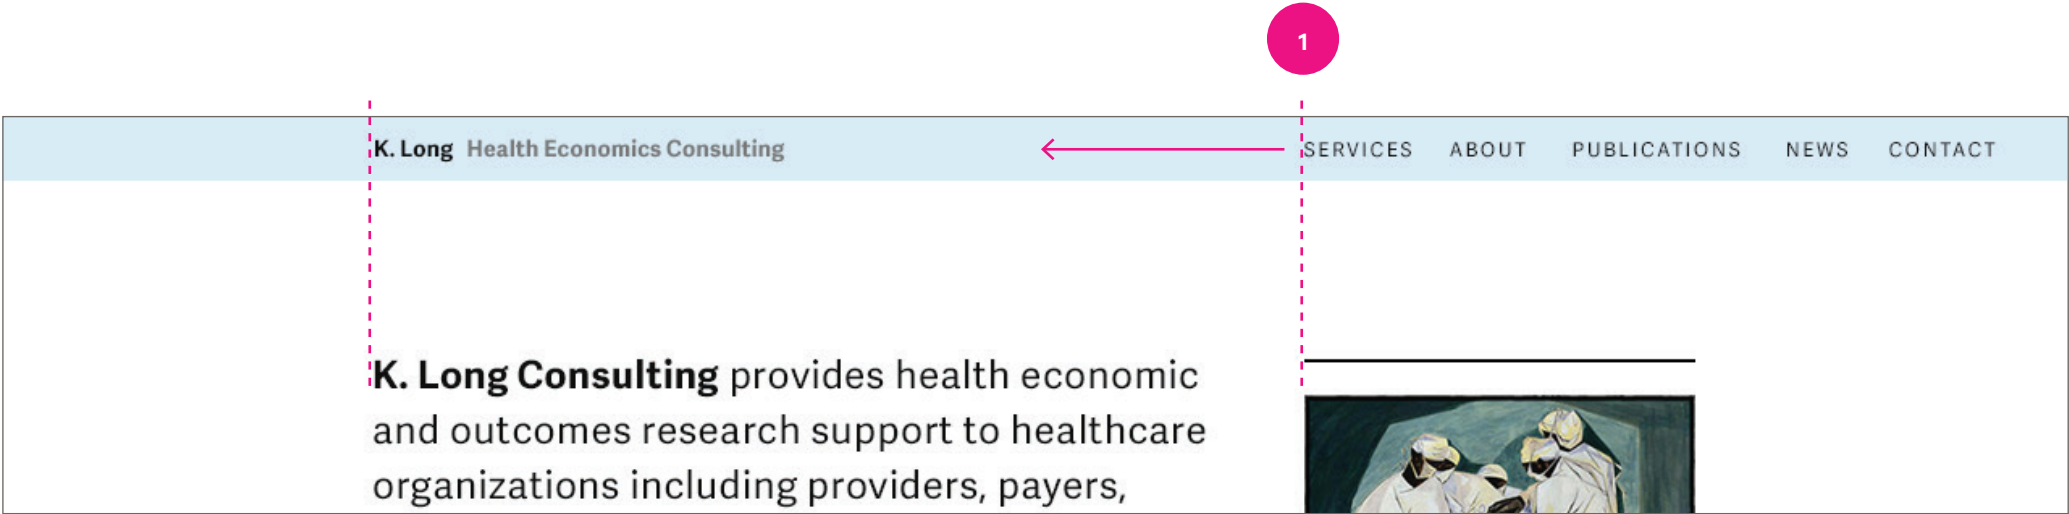 1
K. Long Health Economics Consulting SERVICES ABOUT PUBLICATIONS NEWS CONTACT
K. Long Consulting provides health economic
and outcomes research support to healthcare
organizations including providers, payers,